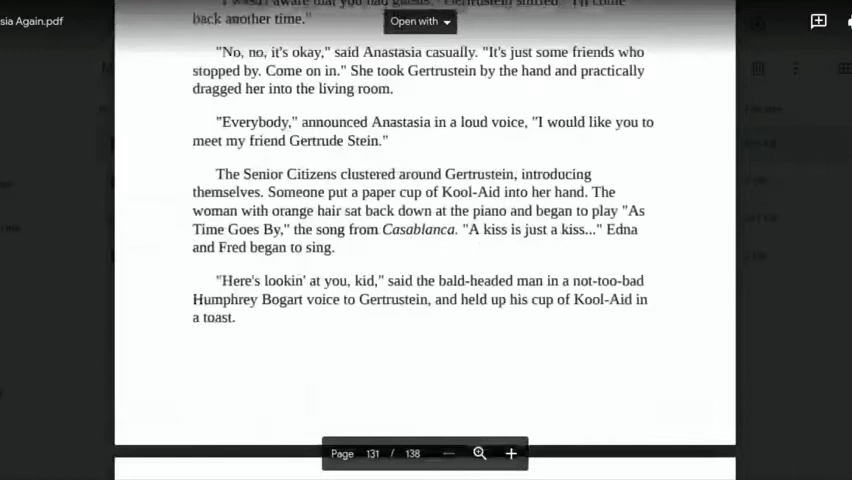 sia Again.pdf
Open with
back another time."
"No, no, it's okay," said Anastasia casually. "It's just some friends who
stopped by. Come on in." She took Gertrustein by the hand and practically
dragged her into the living room.
"Everybody," announced Anastasia in a loud voice, "I would like you to
meet my friend Gertrude Stein."
The Senior Citizens clustered around Gertrustein, introducing
themselves. Someone put a paper cup of Kool-Aid into her hand. The
woman with orange hair sat back down at the piano and began to play "As
Time Goes By," the song from Casablanca. "A kiss is just a kiss..." Edna
and Fred began to sing.
"Here's lookin' at you, kid," said the bald-headed man in a not-too-bad
Humphrey Bogart voice to Gertrustein, and held up his cup of Kool-Aid in
a toast.
Page 131 / 138